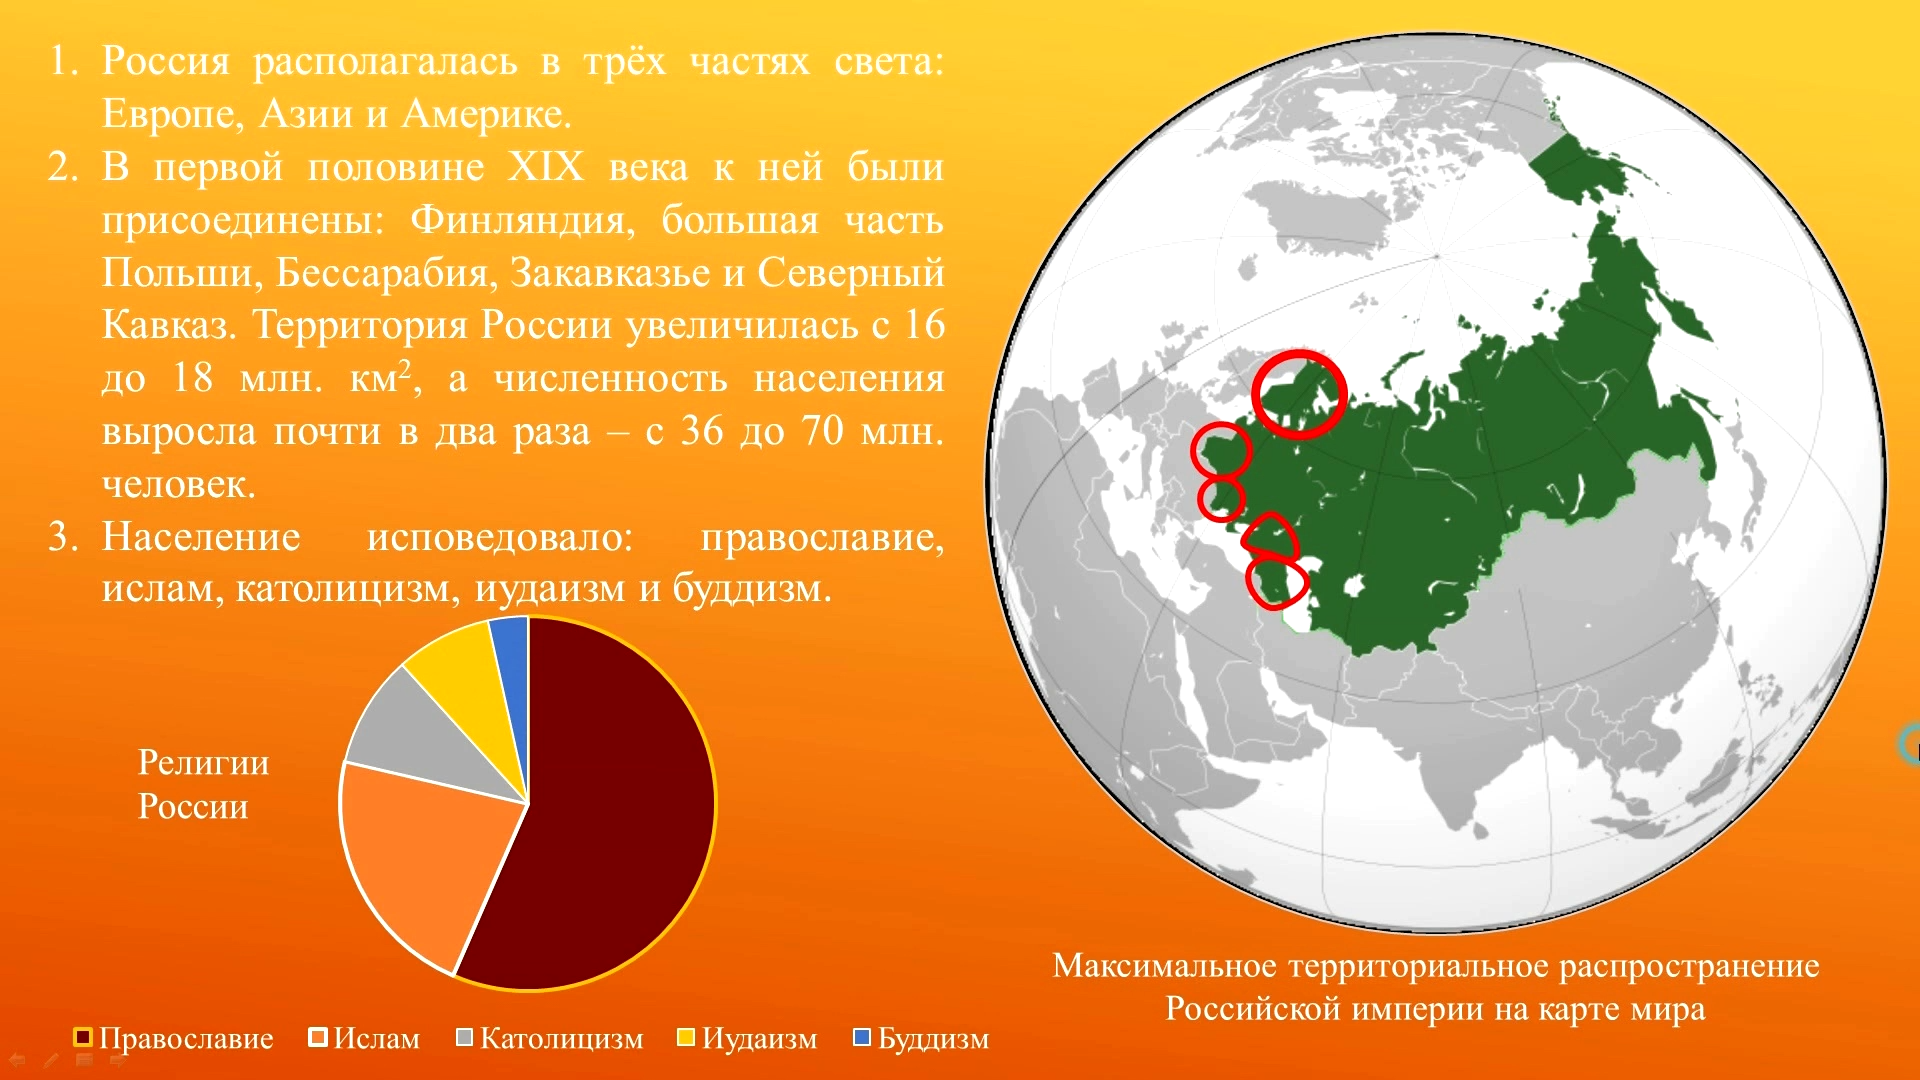 1. Россия располагалась в трёх частях света:
Европе, Азии и Америке.
2. В первой половине XIX века к ней были
присоединены: Финляндия, большая часть
Польши, Бессарабия, Закавказье и Северный
Кавказ. Территория России увеличилась с 16
до 18 млн. км², а численность населения
выросла почти в два раза – с 36 до 70 млн.
человек.
3. Население исповедовало: православие,
ислам, католицизм, иудаизм и буддизм.
Религии
России
Православие Ислам Католицизм Иудаизм Буддизм
Максимальное территориальное распространение
Российской империи на карте мира